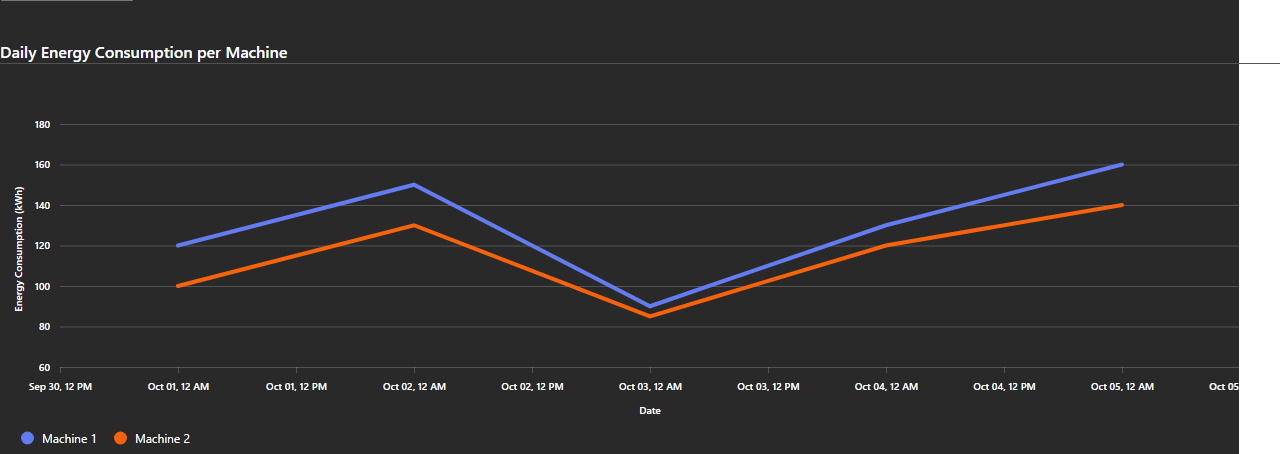 Daily Energy Consumption per Machine
180
160
140
120
100
80
60
Energy Consumption (kWh)
Sep 30, 12 PM Oct 01, 12 AM Oct 01, 12 PM Oct 02, 12 AM Oct 02, 12 PM Oct 03, 12 AM Oct 03, 12 PM Oct 04, 12 AM Oct 04, 12 PM Oct 05, 12 AM Oct 05
Date
Machine 1 Machine 2